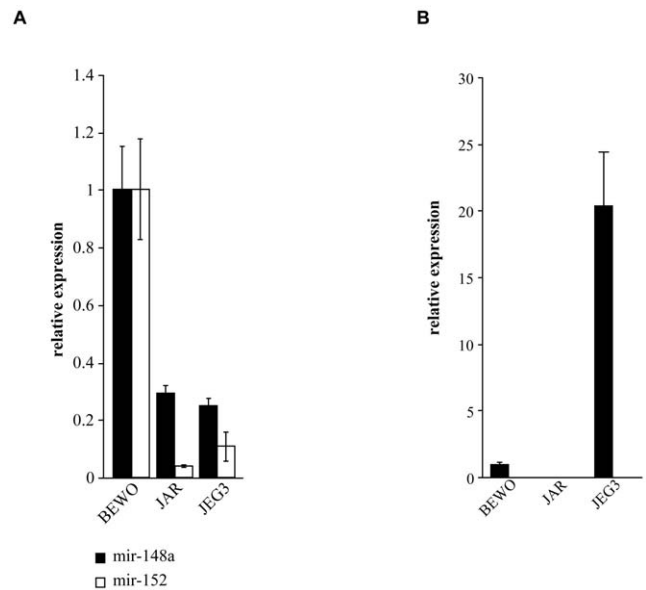 A
relative expression
1.4
1.2
1
0.8
0.6
0.4
0.2
0
BEWO
JAR
JEG3
mir-148a
mir-152
B
relative expression
30
25
20
15
10
5
0
BEWO
JAR
JEG3